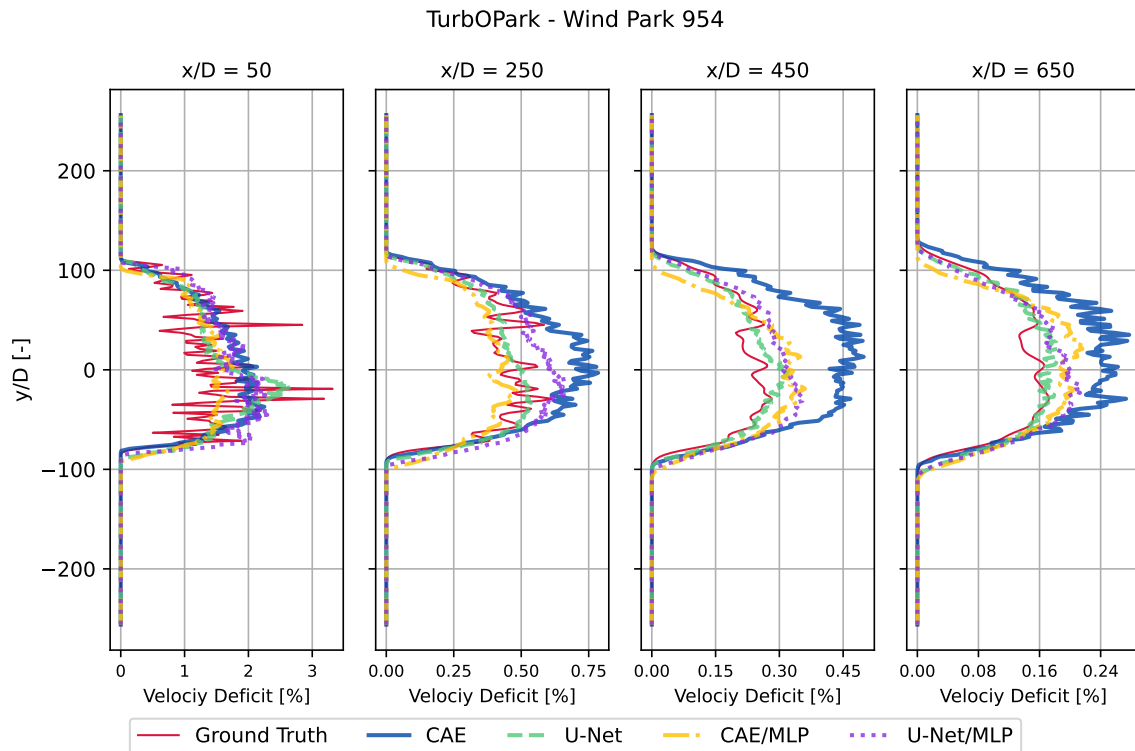 TurbOPark - Wind Park 954
x/D = 50
x/D = 250
x/D = 450
x/D = 650
y/D [-]
200
100
0
−100
−200
0 1 2 3
0.00 0.25 0.50 0.75
0.00 0.15 0.30 0.45
0.00 0.08 0.16 0.24
Velociy Deficit [%]
Velociy Deficit [%]
Velociy Deficit [%]
Velociy Deficit [%]
Ground Truth CAE U-Net CAE/MLP U-Net/MLP